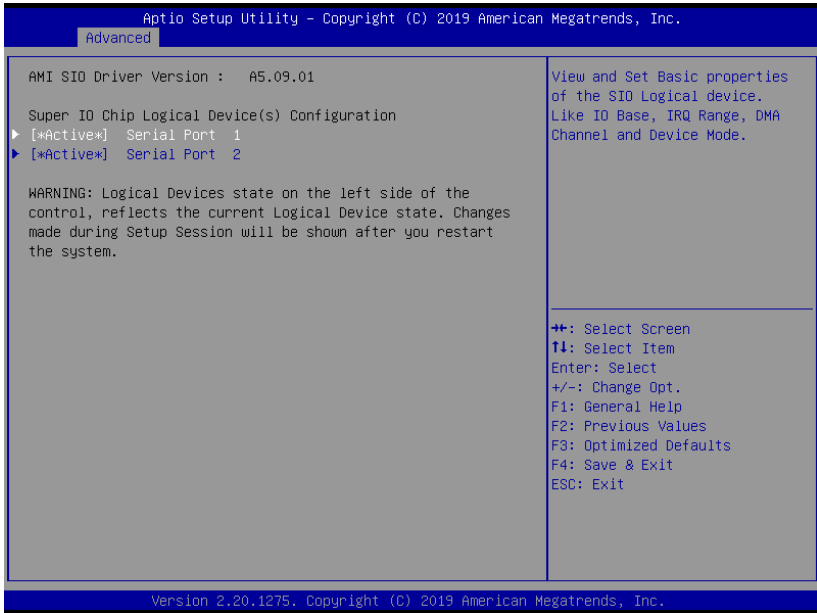 Aptio Setup Utility – Copyright (C) 2019 American Megatrends, Inc.
Advanced
AMI SIO Driver Version :   A5.09.01
Super IO Chip Logical Device(s) Configuration
[*Active*]   Serial Port   1
[*Active*]   Serial Port   2
WARNING: Logical Devices state on the left side of the
control, reflects the current Logical Device state. Changes
made during Setup Session will be shown after you restart
the system.
View and Set Basic properties
of the SIO Logical device.
Like IO Base, IRQ Range, DMA
Channel and Device Mode.
→←: Select Screen
↑↓: Select Item
Enter: Select
+/-: Change Opt.
F1: General Help
F2: Previous Values
F3: Optimized Defaults
F4: Save & Exit
ESC: Exit
Version 2.20.1275. Copyright (C) 2019 American Megatrends, Inc.